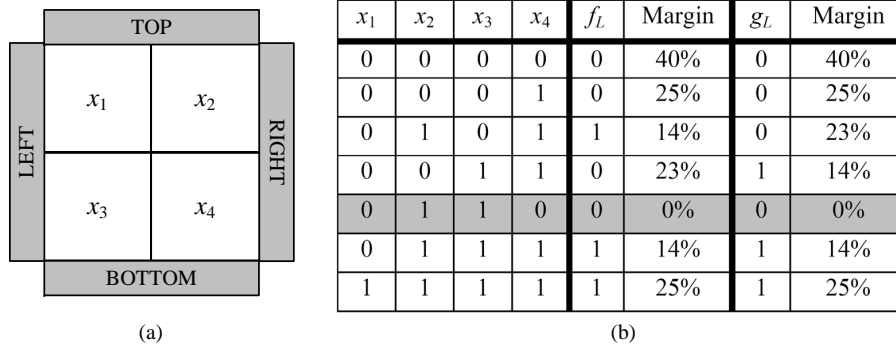 TOP
LEFT
x1 x2
RIGHT
x3 x4
BOTTOM
(a)
x1 x2 x3 x4 fL Margin gL Margin
0 0 0 0 0 40% 0 40%
0 0 0 1 0 25% 0 25%
0 1 0 1 1 14% 0 23%
0 0 1 1 0 23% 1 14%
0 1 1 0 0 0% 0 0%
0 1 1 1 1 14% 1 14%
1 1 1 1 1 25% 1 25%
(b)